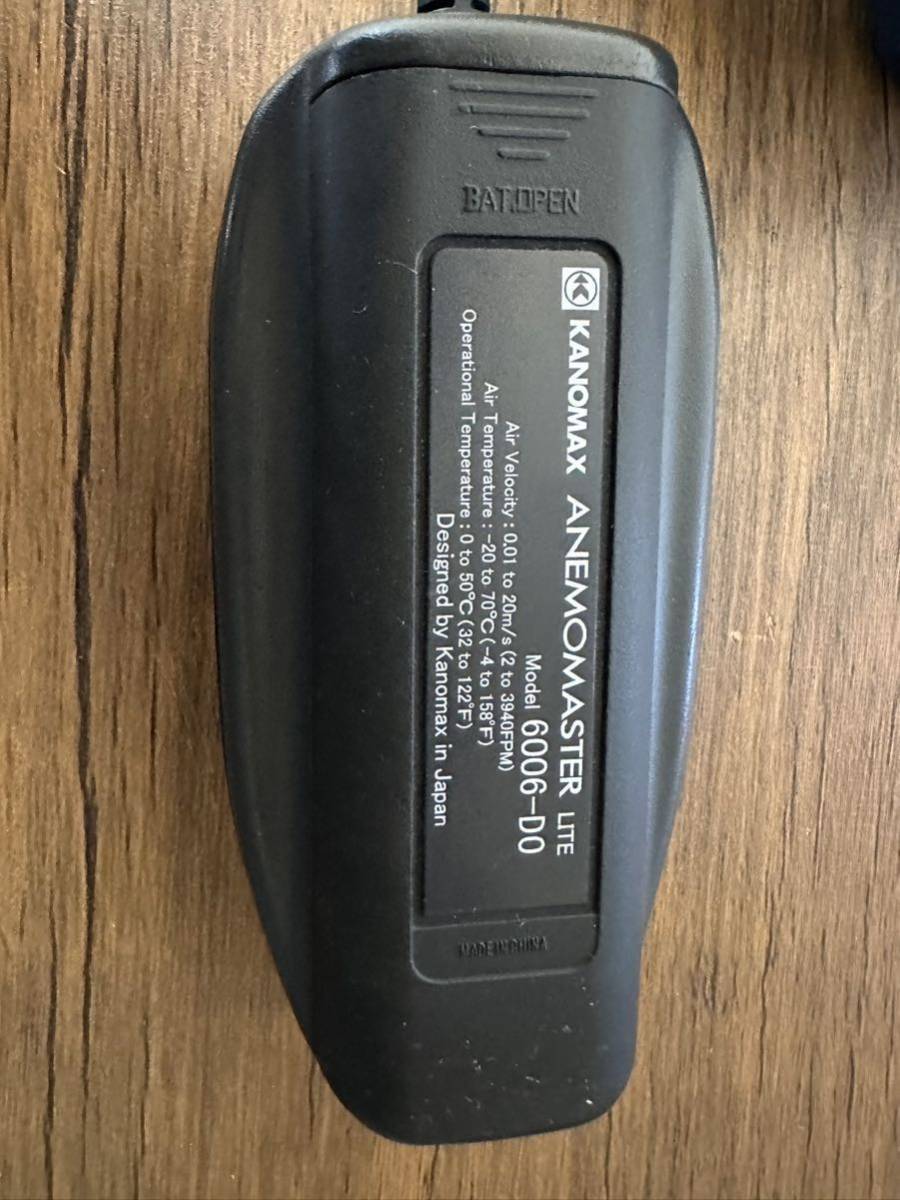 BAT.OPEN
KANOMAX ANEMOMASTER LITE
Model 6006-D0
Air Velocity : 0.01 to 20m/s (2 to 3940FPM)
Air Temperature : -20 to 70°C (-4 to 158°F)
Operational Temperature : 0 to 50°C (32 to 122°F)
Designed by Kanomax in Japan
MADE IN CHINA